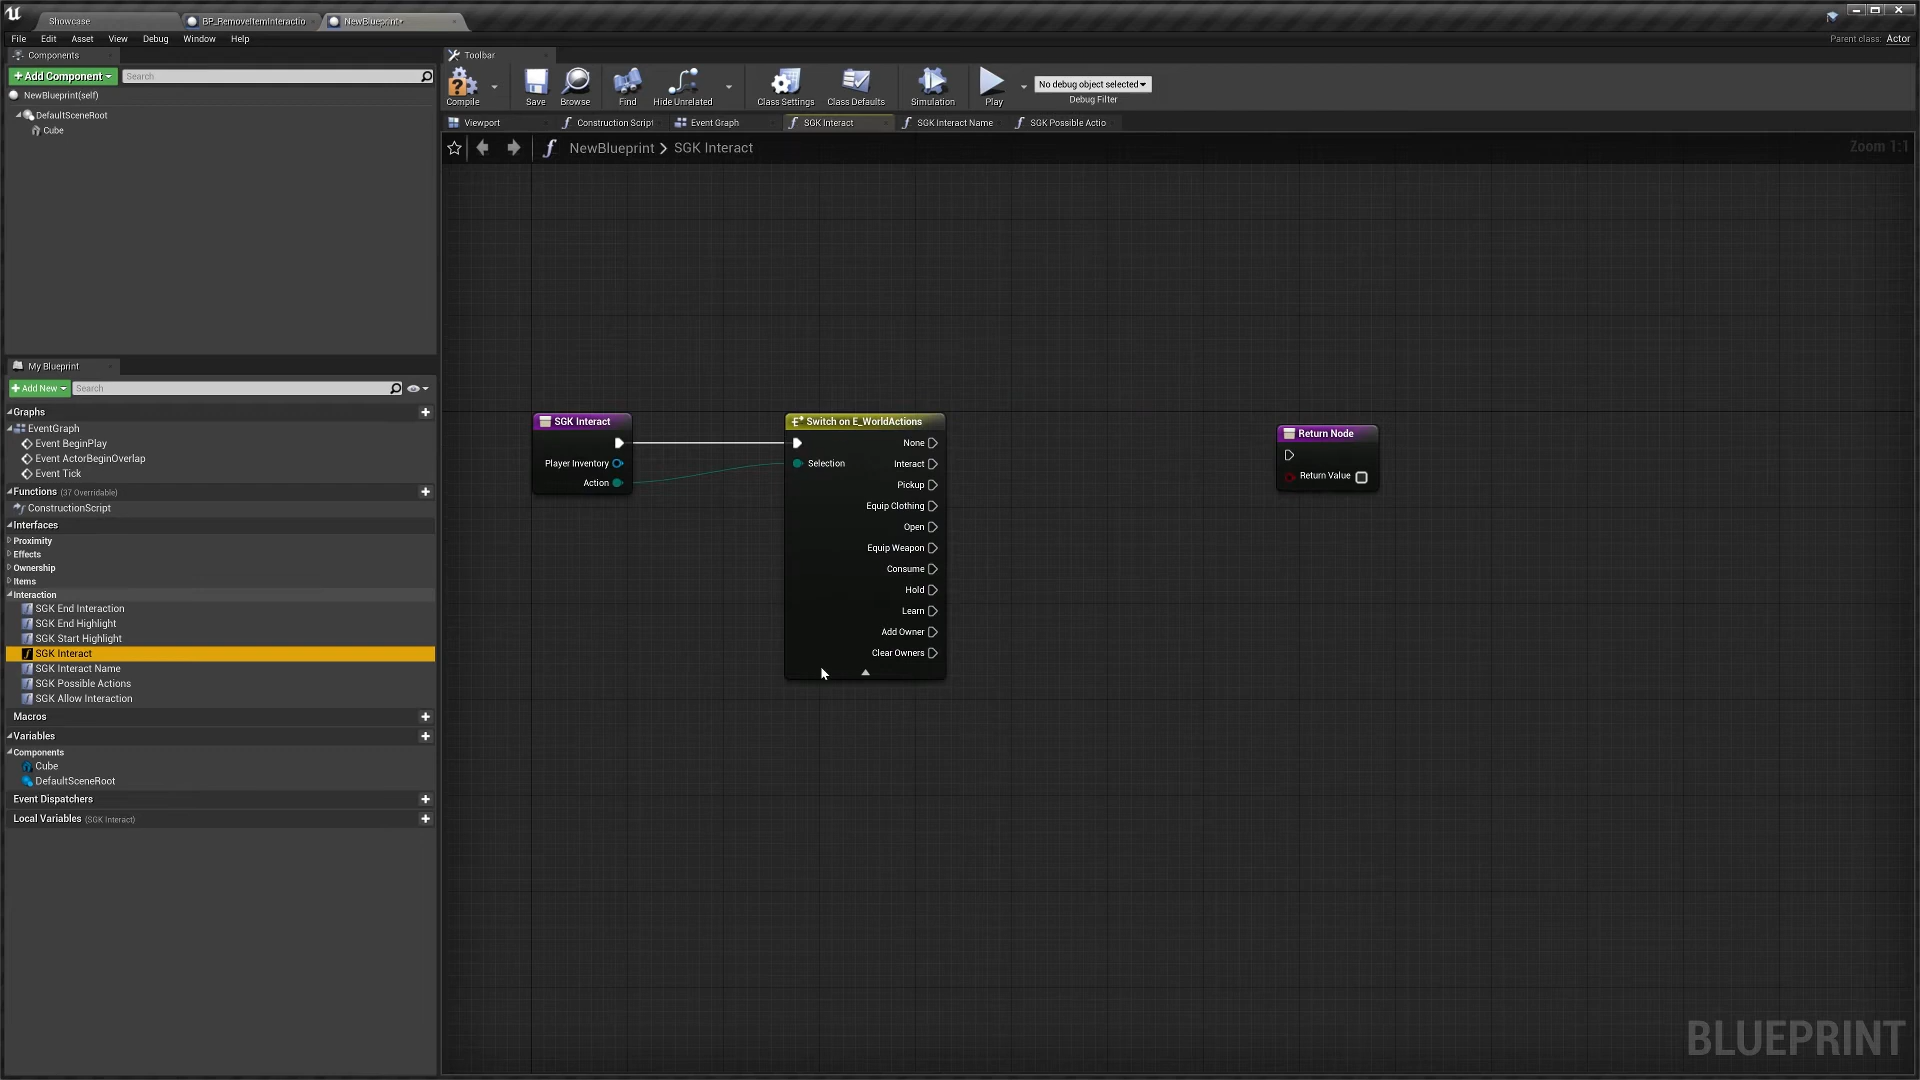 Showcase
BP_RemoveItemInteractio
NewBlueprint*
File Edit Asset View Debug Window Help
Parent class: Actor
Components
+ Add Component
Search
NewBlueprint(self)
DefaultSceneRoot
Cube
Toolbar
Compile
Save
Browse
Find
Hide Unrelated
Class Settings
Class Defaults
Simulation
Play
No debug object selected
Debug Filter
Viewport
Construction Script
Event Graph
SGK Interact
SGK Interact Name
SGK Possible Actio
NewBlueprint > SGK Interact
Zoom 1:1
My Blueprint
+ Add New
Search
Graphs
EventGraph
Event BeginPlay
Event ActorBeginOverlap
Event Tick
Functions (37 Overridable)
ConstructionScript
Interfaces
Proximity
Effects
Ownership
Items
Interaction
SGK End Interaction
SGK End Highlight
SGK Start Highlight
SGK Interact
SGK Interact Name
SGK Possible Actions
SGK Allow Interaction
Macros
Variables
Components
Cube
DefaultSceneRoot
Event Dispatchers
Local Variables (SGK Interact)
SGK Interact
Player Inventory
Action
Switch on E_WorldActions
None
Selection
Interact
Pickup
Equip Clothing
Open
Equip Weapon
Consume
Hold
Learn
Add Owner
Clear Owners
Return Node
Return Value
BLUEPRINT